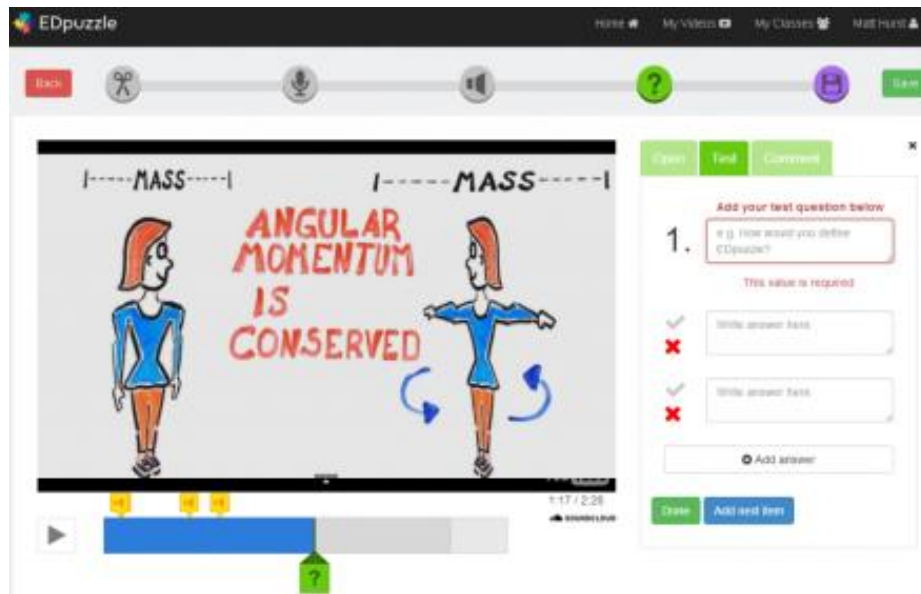 EDpuzzle
Home My Videos My Classes Matt Hurst
Back
?
Save
|-----MASS-----|
|-----MASS-----|
ANGULAR
MOMENTUM
IS
CONSERVED
Open Test Comment
×
Add your test question below
1.
e.g. How would you define
EDpuzzle?
This value is required
Write answer here
Write answer here
Add answer
Done Add next item
1:17 / 2:26
SOUNDCLOUD
?